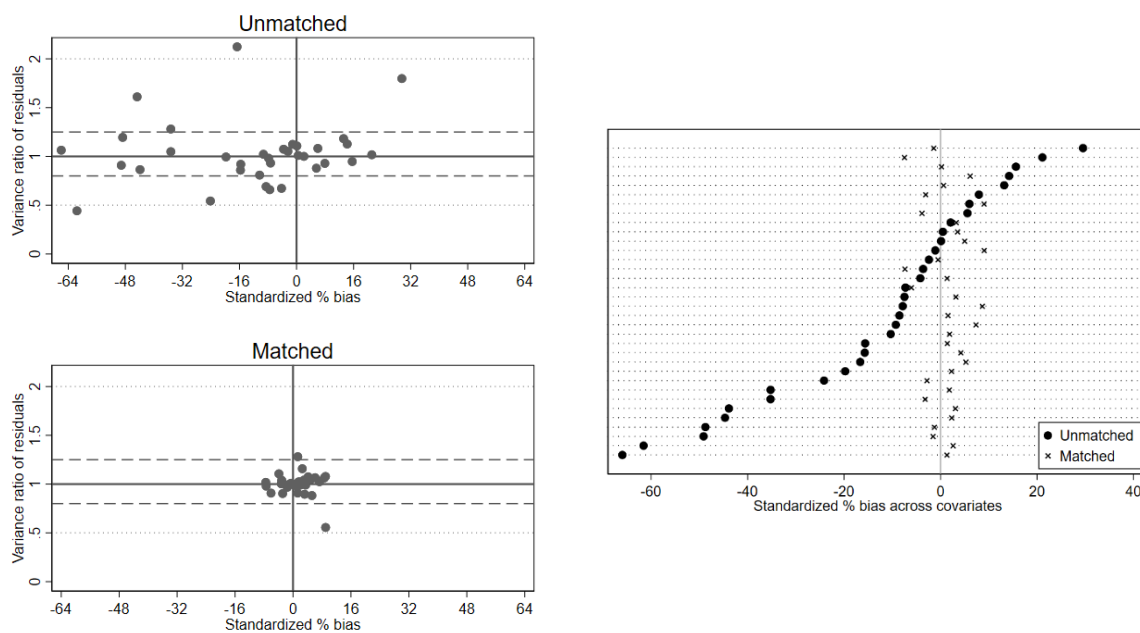 Unmatched
Variance ratio of residuals
2
1.5
1
.5
0
-64 -48 -32 -16 0 16 32 48 64
Standardized % bias
Matched
Variance ratio of residuals
2
1.5
1
.5
0
-64 -48 -32 -16 0 16 32 48 64
Standardized % bias
Unmatched
Matched
-60 -40 -20 0 20 40
Standardized % bias across covariates